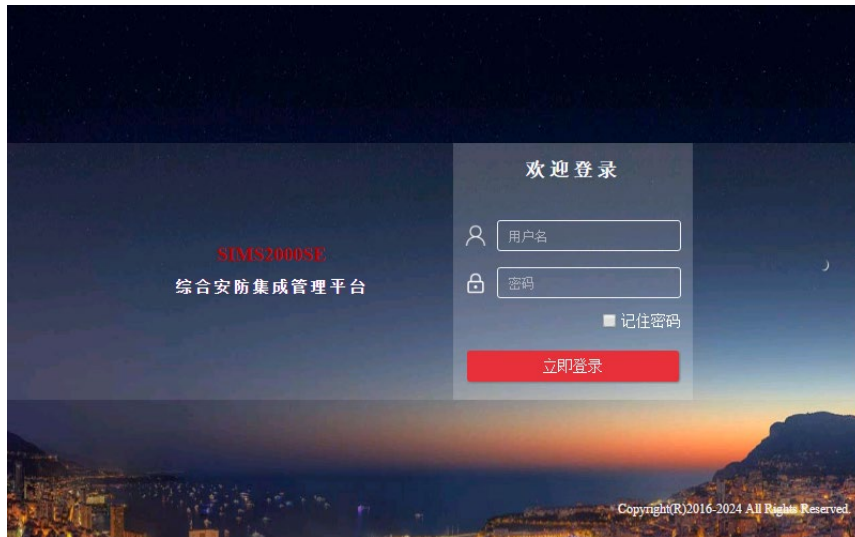 SIMS2000SE
综合安防集成管理平台
欢迎登录
用户名
密码
记住密码
立即登录
Copyright(R)2016-2024 All Rights Reserved.